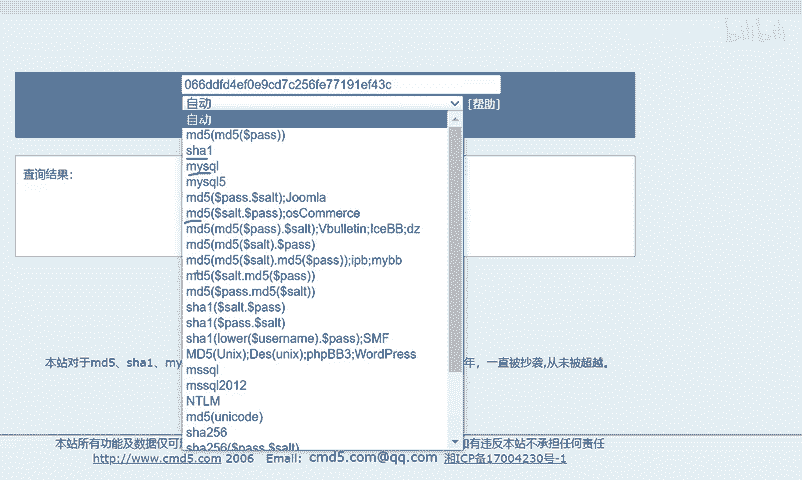 bilibili
066ddfd4ef0e9cd7c256fe77191ef43c
自动 [帮助]
自动
md5(md5($pass))
sha1
mysql
mysql5
md5($pass.$salt);Joomla
md5($salt.$pass);osCommerce
md5(md5($pass).$salt);Vbulletin;IceBB;dz
md5(md5($salt).$pass)
md5(md5($salt).md5($pass));ipb;mybb
md5($salt.md5($pass))
md5($pass.md5($salt))
sha1($salt.$pass)
sha1($pass.$salt)
sha1(lower($username).$pass);SMF
MD5(Unix);Des(unix);phpBB3;WordPress
mssql
mssql2012
NTLM
md5(unicode)
sha256
sha256($pass.$salt)
查询结果:
本站对于md5、sha1、my 年，一直被抄袭,从未被超越。
本站所有功能及数据仅可 如有违反本站不承担任何责任
http://www.cmd5.com 2006 Email: cmd5.com@qq.com 湘ICP备17004230号-1